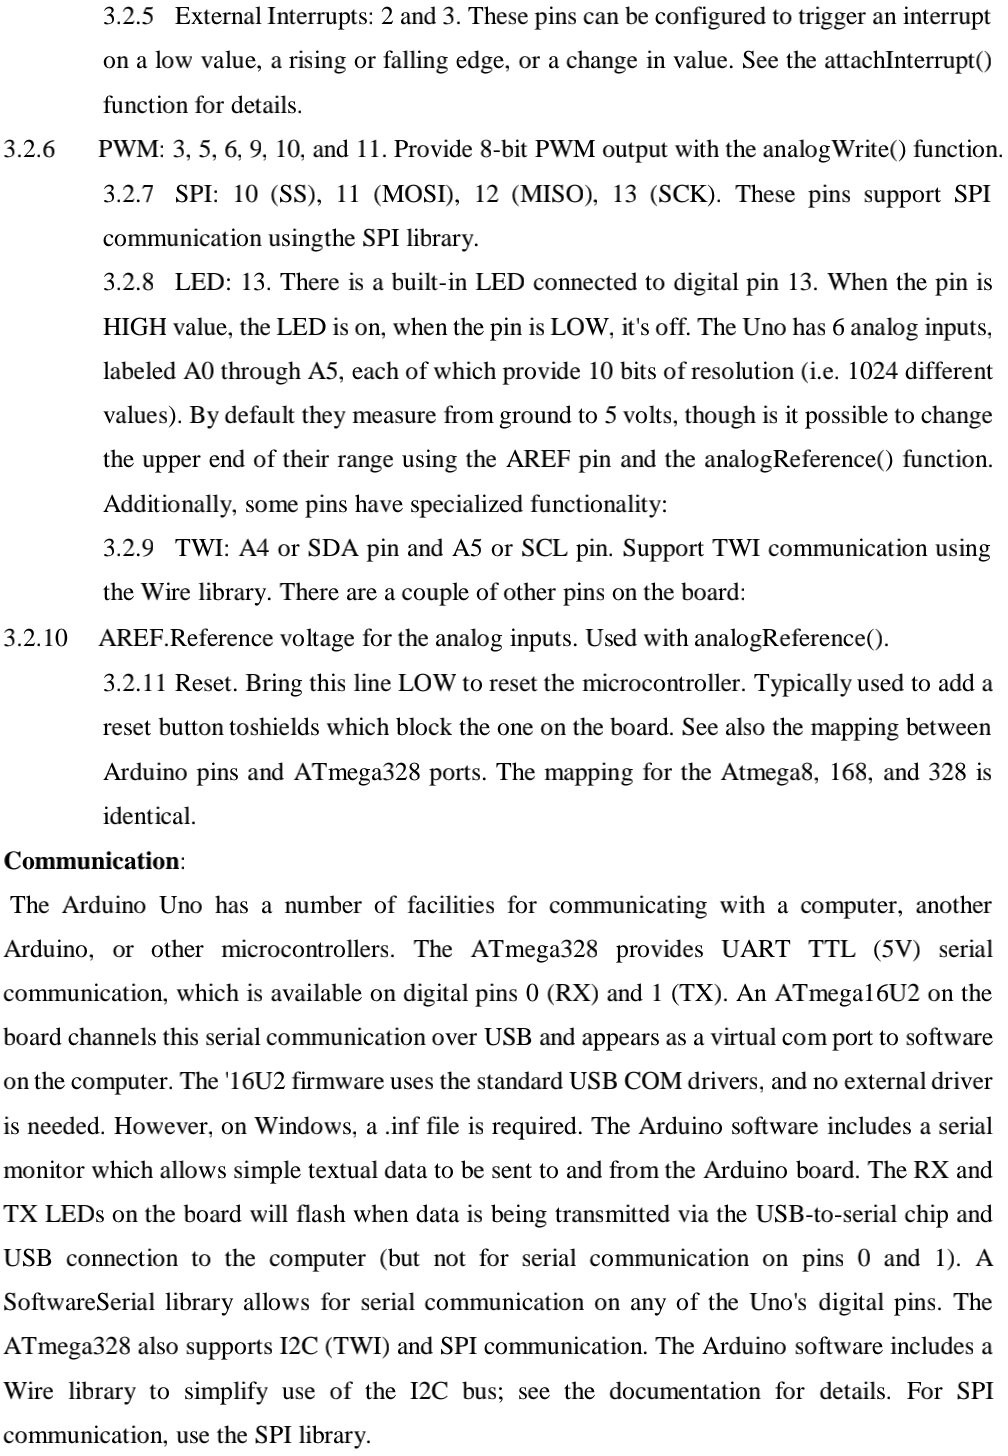 3.2.5 External Interrupts: 2 and 3. These pins can be configured to trigger an interrupt
on a low value, a rising or falling edge, or a change in value. See the attachInterrupt()
function for details.
3.2.6 PWM: 3, 5, 6, 9, 10, and 11. Provide 8-bit PWM output with the analogWrite() function.
3.2.7 SPI: 10 (SS), 11 (MOSI), 12 (MISO), 13 (SCK). These pins support SPI
communication usingthe SPI library.
3.2.8 LED: 13. There is a built-in LED connected to digital pin 13. When the pin is
HIGH value, the LED is on, when the pin is LOW, it's off. The Uno has 6 analog inputs,
labeled A0 through A5, each of which provide 10 bits of resolution (i.e. 1024 different
values). By default they measure from ground to 5 volts, though is it possible to change
the upper end of their range using the AREF pin and the analogReference() function.
Additionally, some pins have specialized functionality:
3.2.9 TWI: A4 or SDA pin and A5 or SCL pin. Support TWI communication using
the Wire library. There are a couple of other pins on the board:
3.2.10 AREF.Reference voltage for the analog inputs. Used with analogReference().
3.2.11 Reset. Bring this line LOW to reset the microcontroller. Typically used to add a
reset button toshields which block the one on the board. See also the mapping between
Arduino pins and ATmega328 ports. The mapping for the Atmega8, 168, and 328 is
identical.
Communication:
The Arduino Uno has a number of facilities for communicating with a computer, another
Arduino, or other microcontrollers. The ATmega328 provides UART TTL (5V) serial
communication, which is available on digital pins 0 (RX) and 1 (TX). An ATmega16U2 on the
board channels this serial communication over USB and appears as a virtual com port to software
on the computer. The '16U2 firmware uses the standard USB COM drivers, and no external driver
is needed. However, on Windows, a .inf file is required. The Arduino software includes a serial
monitor which allows simple textual data to be sent to and from the Arduino board. The RX and
TX LEDs on the board will flash when data is being transmitted via the USB-to-serial chip and
USB connection to the computer (but not for serial communication on pins 0 and 1). A
SoftwareSerial library allows for serial communication on any of the Uno's digital pins. The
ATmega328 also supports I2C (TWI) and SPI communication. The Arduino software includes a
Wire library to simplify use of the I2C bus; see the documentation for details. For SPI
communication, use the SPI library.